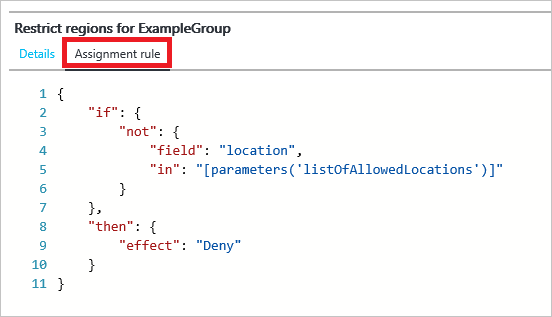 Restrict regions for ExampleGroup
Details Assignment rule
1 {
2 "if": {
3 "not": {
4 "field": "location",
5 "in": "[parameters('listOfAllowedLocations')]"
6 }
7 },
8 "then": {
9 "effect": "Deny"
10 }
11 }